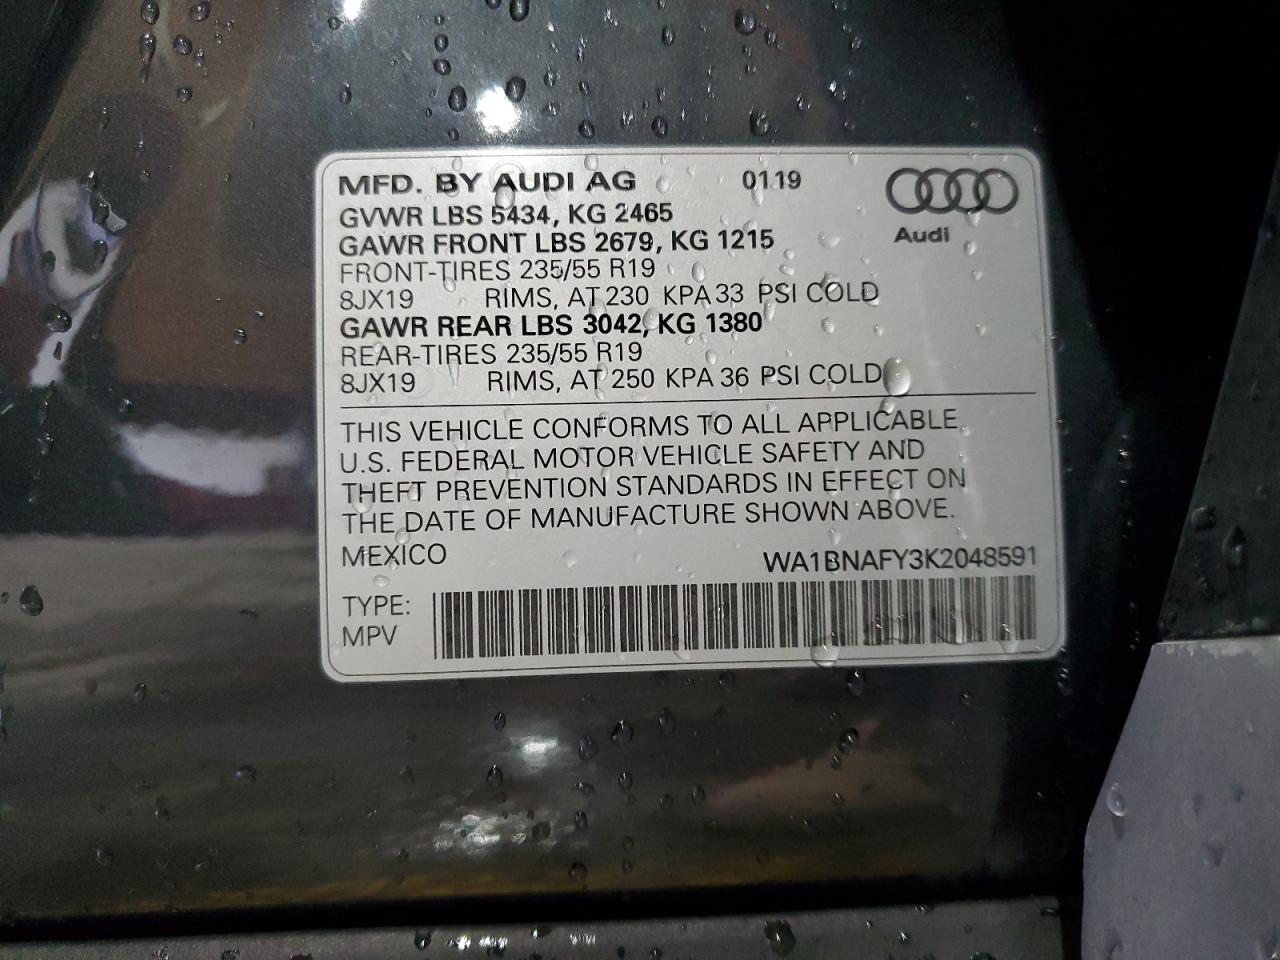 MFD. BY AUDI AG 01.19
GVWR LBS 5434, KG 2465
GAWR FRONT LBS 2679, KG 1215
Audi
FRONT-TIRES 235/55 R19
8JX19 RIMS, AT 230 KPA 33 PSI COLD
GAWR REAR LBS 3042, KG 1380
REAR-TIRES 235/55 R19
8JX19 RIMS, AT 250 KPA 36 PSI COLD
THIS VEHICLE CONFORMS TO ALL APPLICABLE
U.S. FEDERAL MOTOR VEHICLE SAFETY AND
THEFT PREVENTION STANDARDS IN EFFECT ON
THE DATE OF MANUFACTURE SHOWN ABOVE.
MEXICO WA1BNAFY3K2048591
TYPE:
MPV